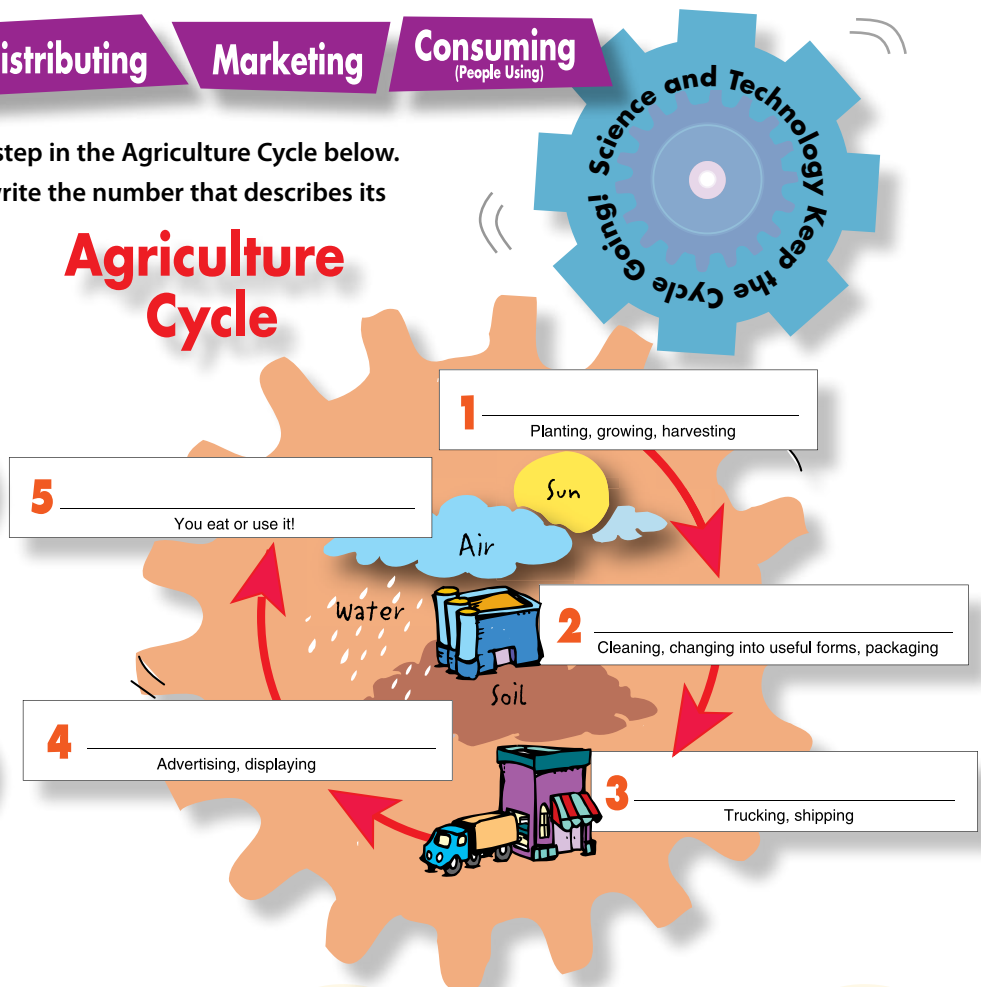 istributing
Marketing
Consuming
(People Using)
Science and Technology Keep the Cycle Going!
step in the Agriculture Cycle below.
rite the number that describes its
Agriculture
Cycle
1
Planting, growing, harvesting
5
You eat or use it!
Sun
Air
Water
2
Cleaning, changing into useful forms, packaging
Soil
4
Advertising, displaying
3
Trucking, shipping